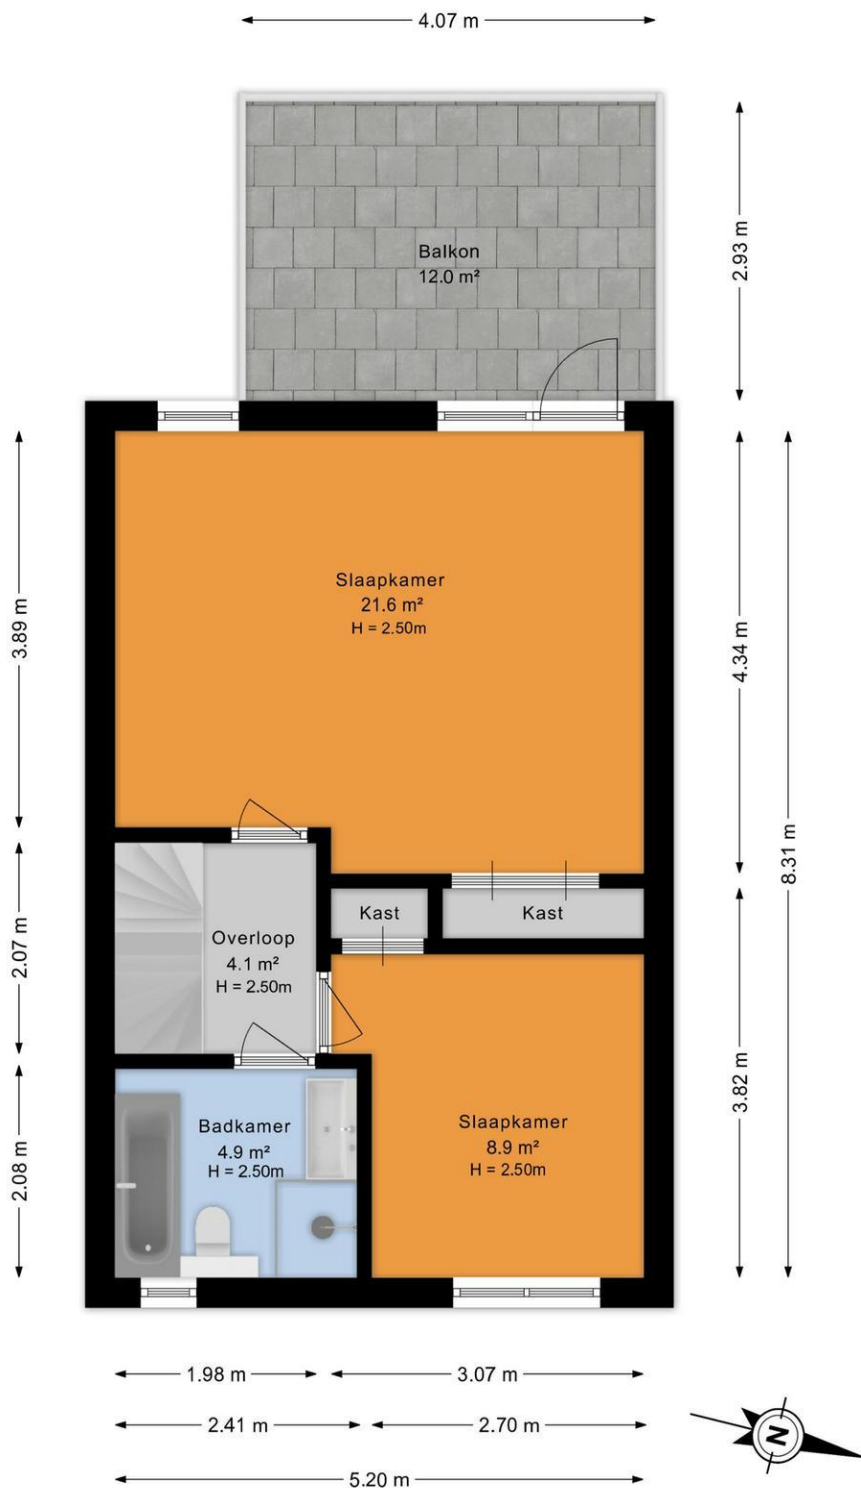 4.07 m
2.93 m
Balkon
12.0 m²
3.89 m
Slaapkamer
21.6 m²
H = 2.50m
4.34 m
8.31 m
Kast
Kast
2.07 m
Overloop
4.1 m²
H = 2.50m
3.82 m
2.08 m
Badkamer
4.9 m²
H = 2.50m
Slaapkamer
8.9 m²
H = 2.50m
1.98 m
3.07 m
2.41 m
2.70 m
5.20 m
N